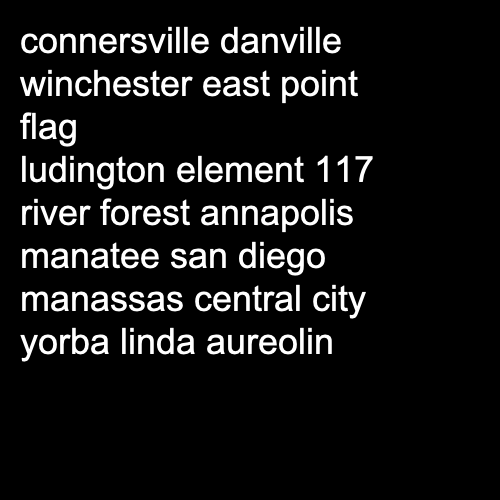 connersville danville
winchester east point
flag
ludington element 117
river forest annapolis
manatee san diego
manassas central city
yorba linda aureolin